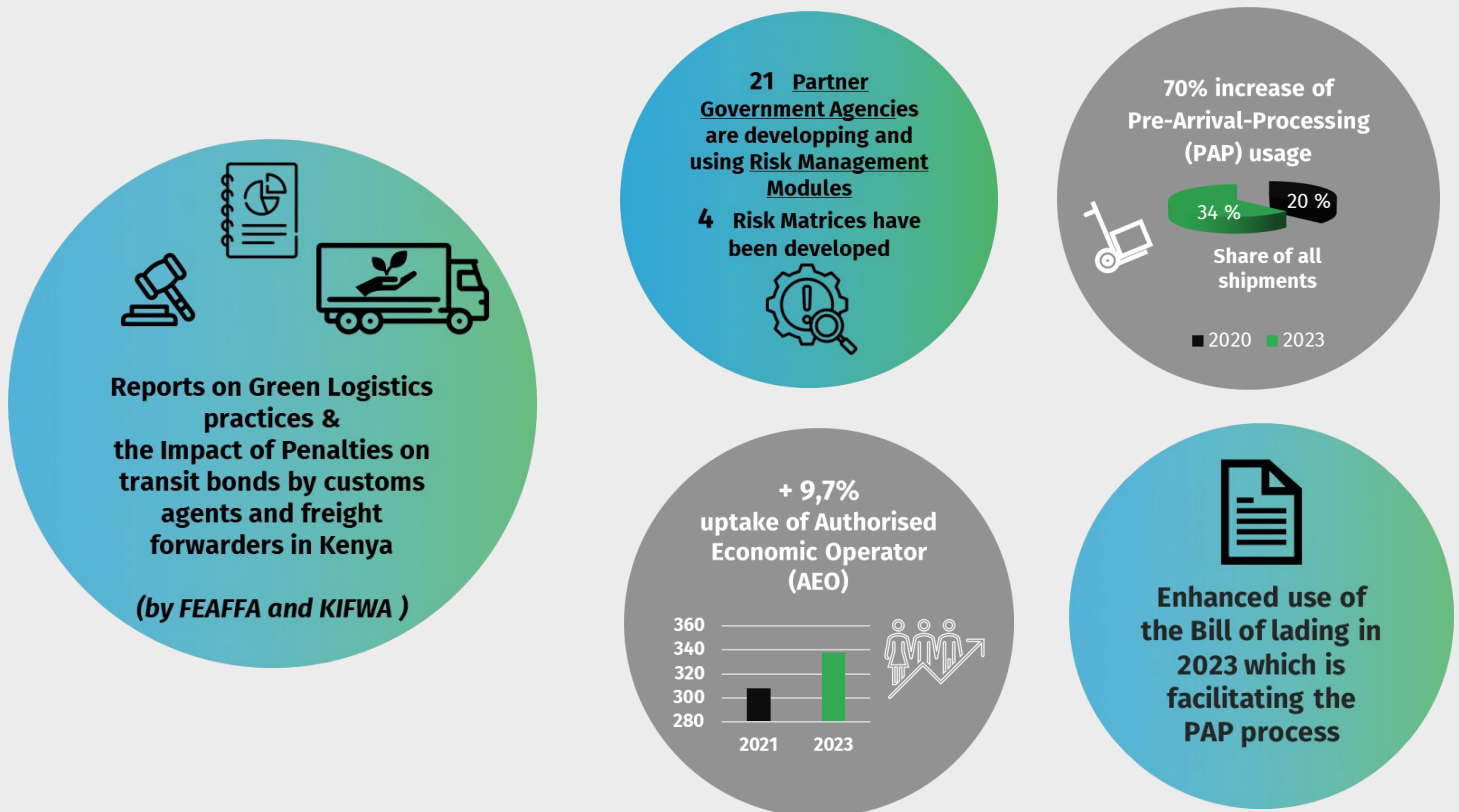 Reports on Green Logistics
practices &
the Impact of Penalties on
transit bonds by customs
agents and freight
forwarders in Kenya
(by FEAFFA and KIFWA )
21 Partner
Government Agencies
are developping and
using Risk Management
Modules
4 Risk Matrices have
been developed
70% increase of
Pre-Arrival-Processing
(PAP) usage
34 %
20 %
Share of all
shipments
2020
2023
+ 9,7%
uptake of Authorised
Economic Operator
(AEO)
360
340
320
300
280
2021
2023
Enhanced use of
the Bill of lading in
2023 which is
facilitating the
PAP process